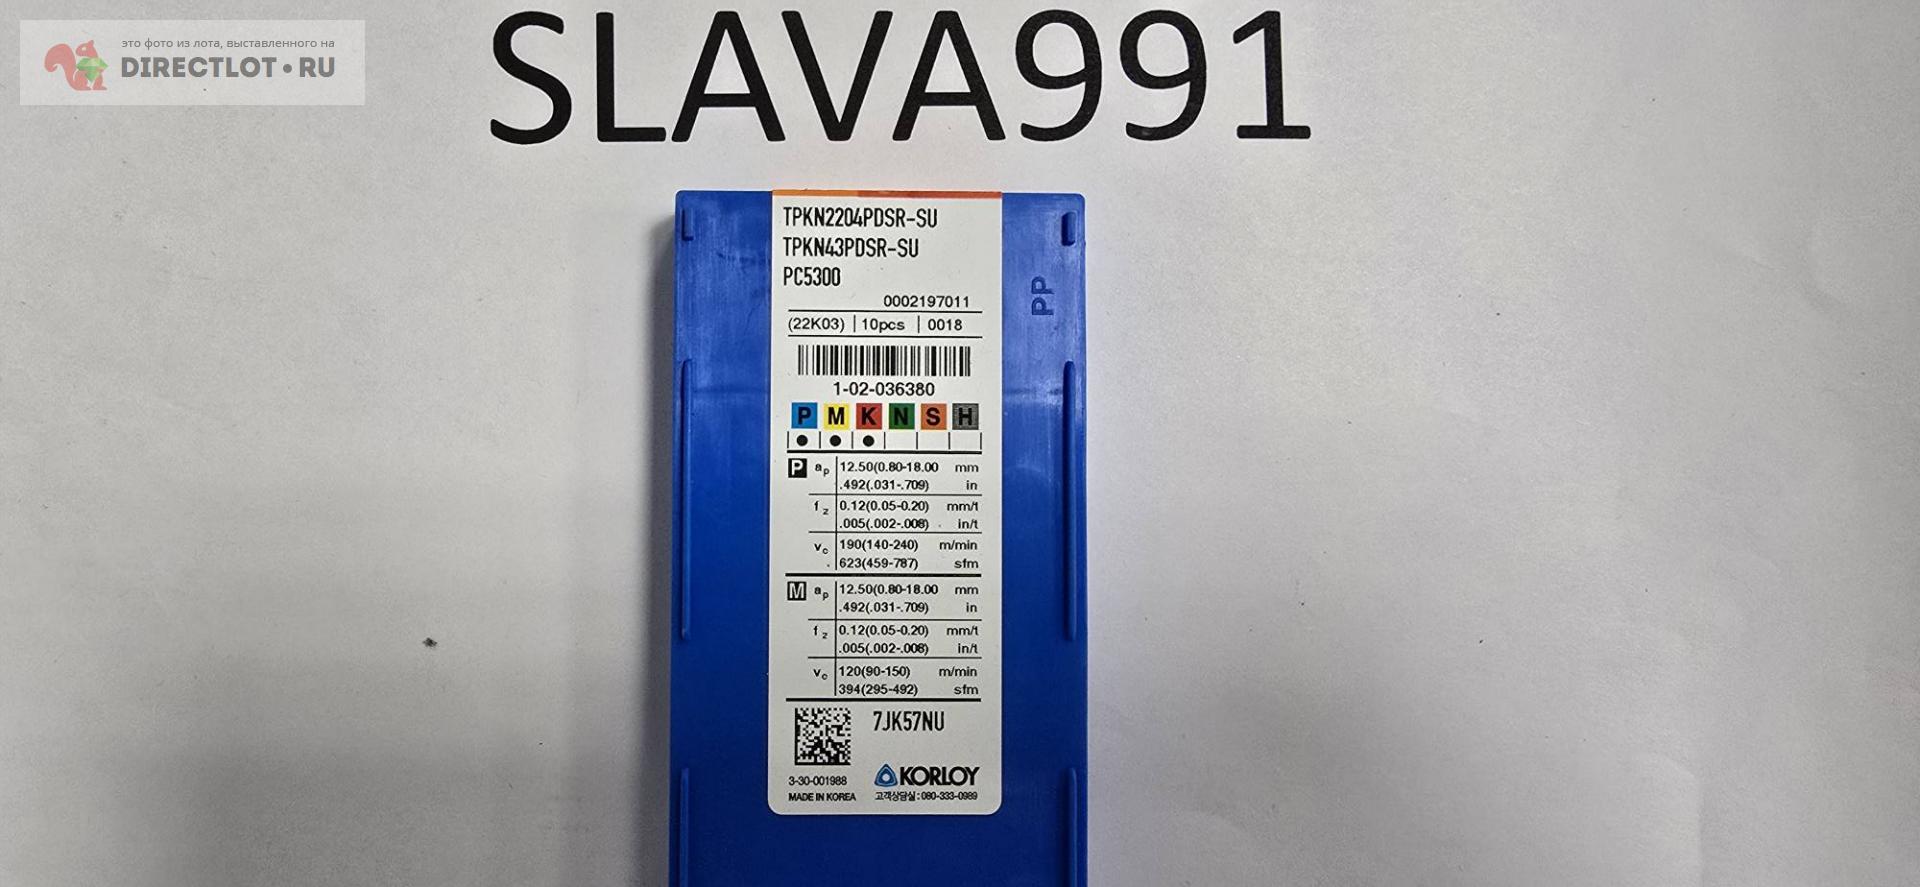 это фото из лота, выставленного на
DIRECTLOT•RU
SLAVA991
TPKN2204PDSR-SU
TPKN43PDSR-SU
PC5300
0002197011
(22K03) 10pcs 0018
1-02-036380
P M K N S H
P ap 12.50(0.80-18.00 mm
.492(.031-.709) in
fz 0.12(0.05-0.20) mm/t
.005(.002-.008) in/t
vc 190(140-240) m/min
623(459-787) sfm
M ap 12.50(0.80-18.00 mm
.492(.031-.709) in
fz 0.12(0.05-0.20) mm/t
.005(.002-.008) in/t
vc 120(90-150) m/min
394(295-492) sfm
7JK57NU
3-30-001988
KORLOY
MADE IN KOREA 고객상담실 : 080-333-0989
PP